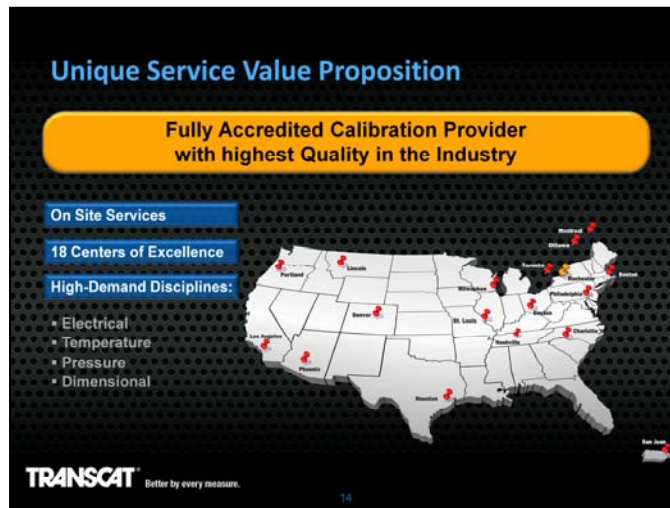 Unique Service Value Proposition
Fully Accredited Calibration Provider
with highest Quality in the Industry
On Site Services
18 Centers of Excellence
High-Demand Disciplines:
▪ Electrical
▪ Temperature
▪ Pressure
▪ Dimensional
Montreal
Ottawa
Toronto
Rochester
Boston
Portland
Lincoln
Milwaukee
Philadelphia
Denver
St. Louis
Dayton
Los Angeles
Nashville
Charlotte
Phoenix
Houston
San Juan
TRANSCAT®
Better by every measure.
14